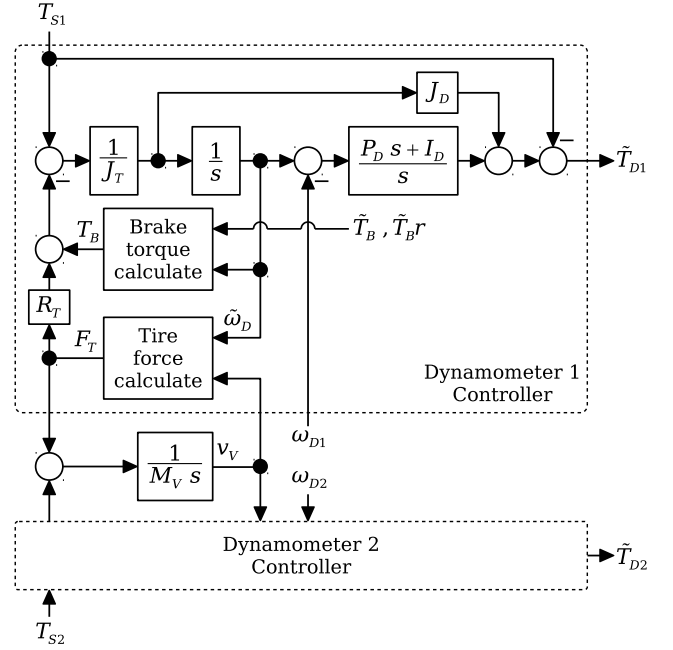 T_S1
J_D
1
J_T
1
s
P_D s + I_D
s
−
−
−
T̃_D1
T_B
Brake
torque
calculate
T̃_B , T̃_B r
R_T
F_T
Tire
force
calculate
ω̃_D
Dynamometer 1
Controller
ω_D1
1
M_V s
v_V
ω_D2
Dynamometer 2
Controller
T̃_D2
T_S2